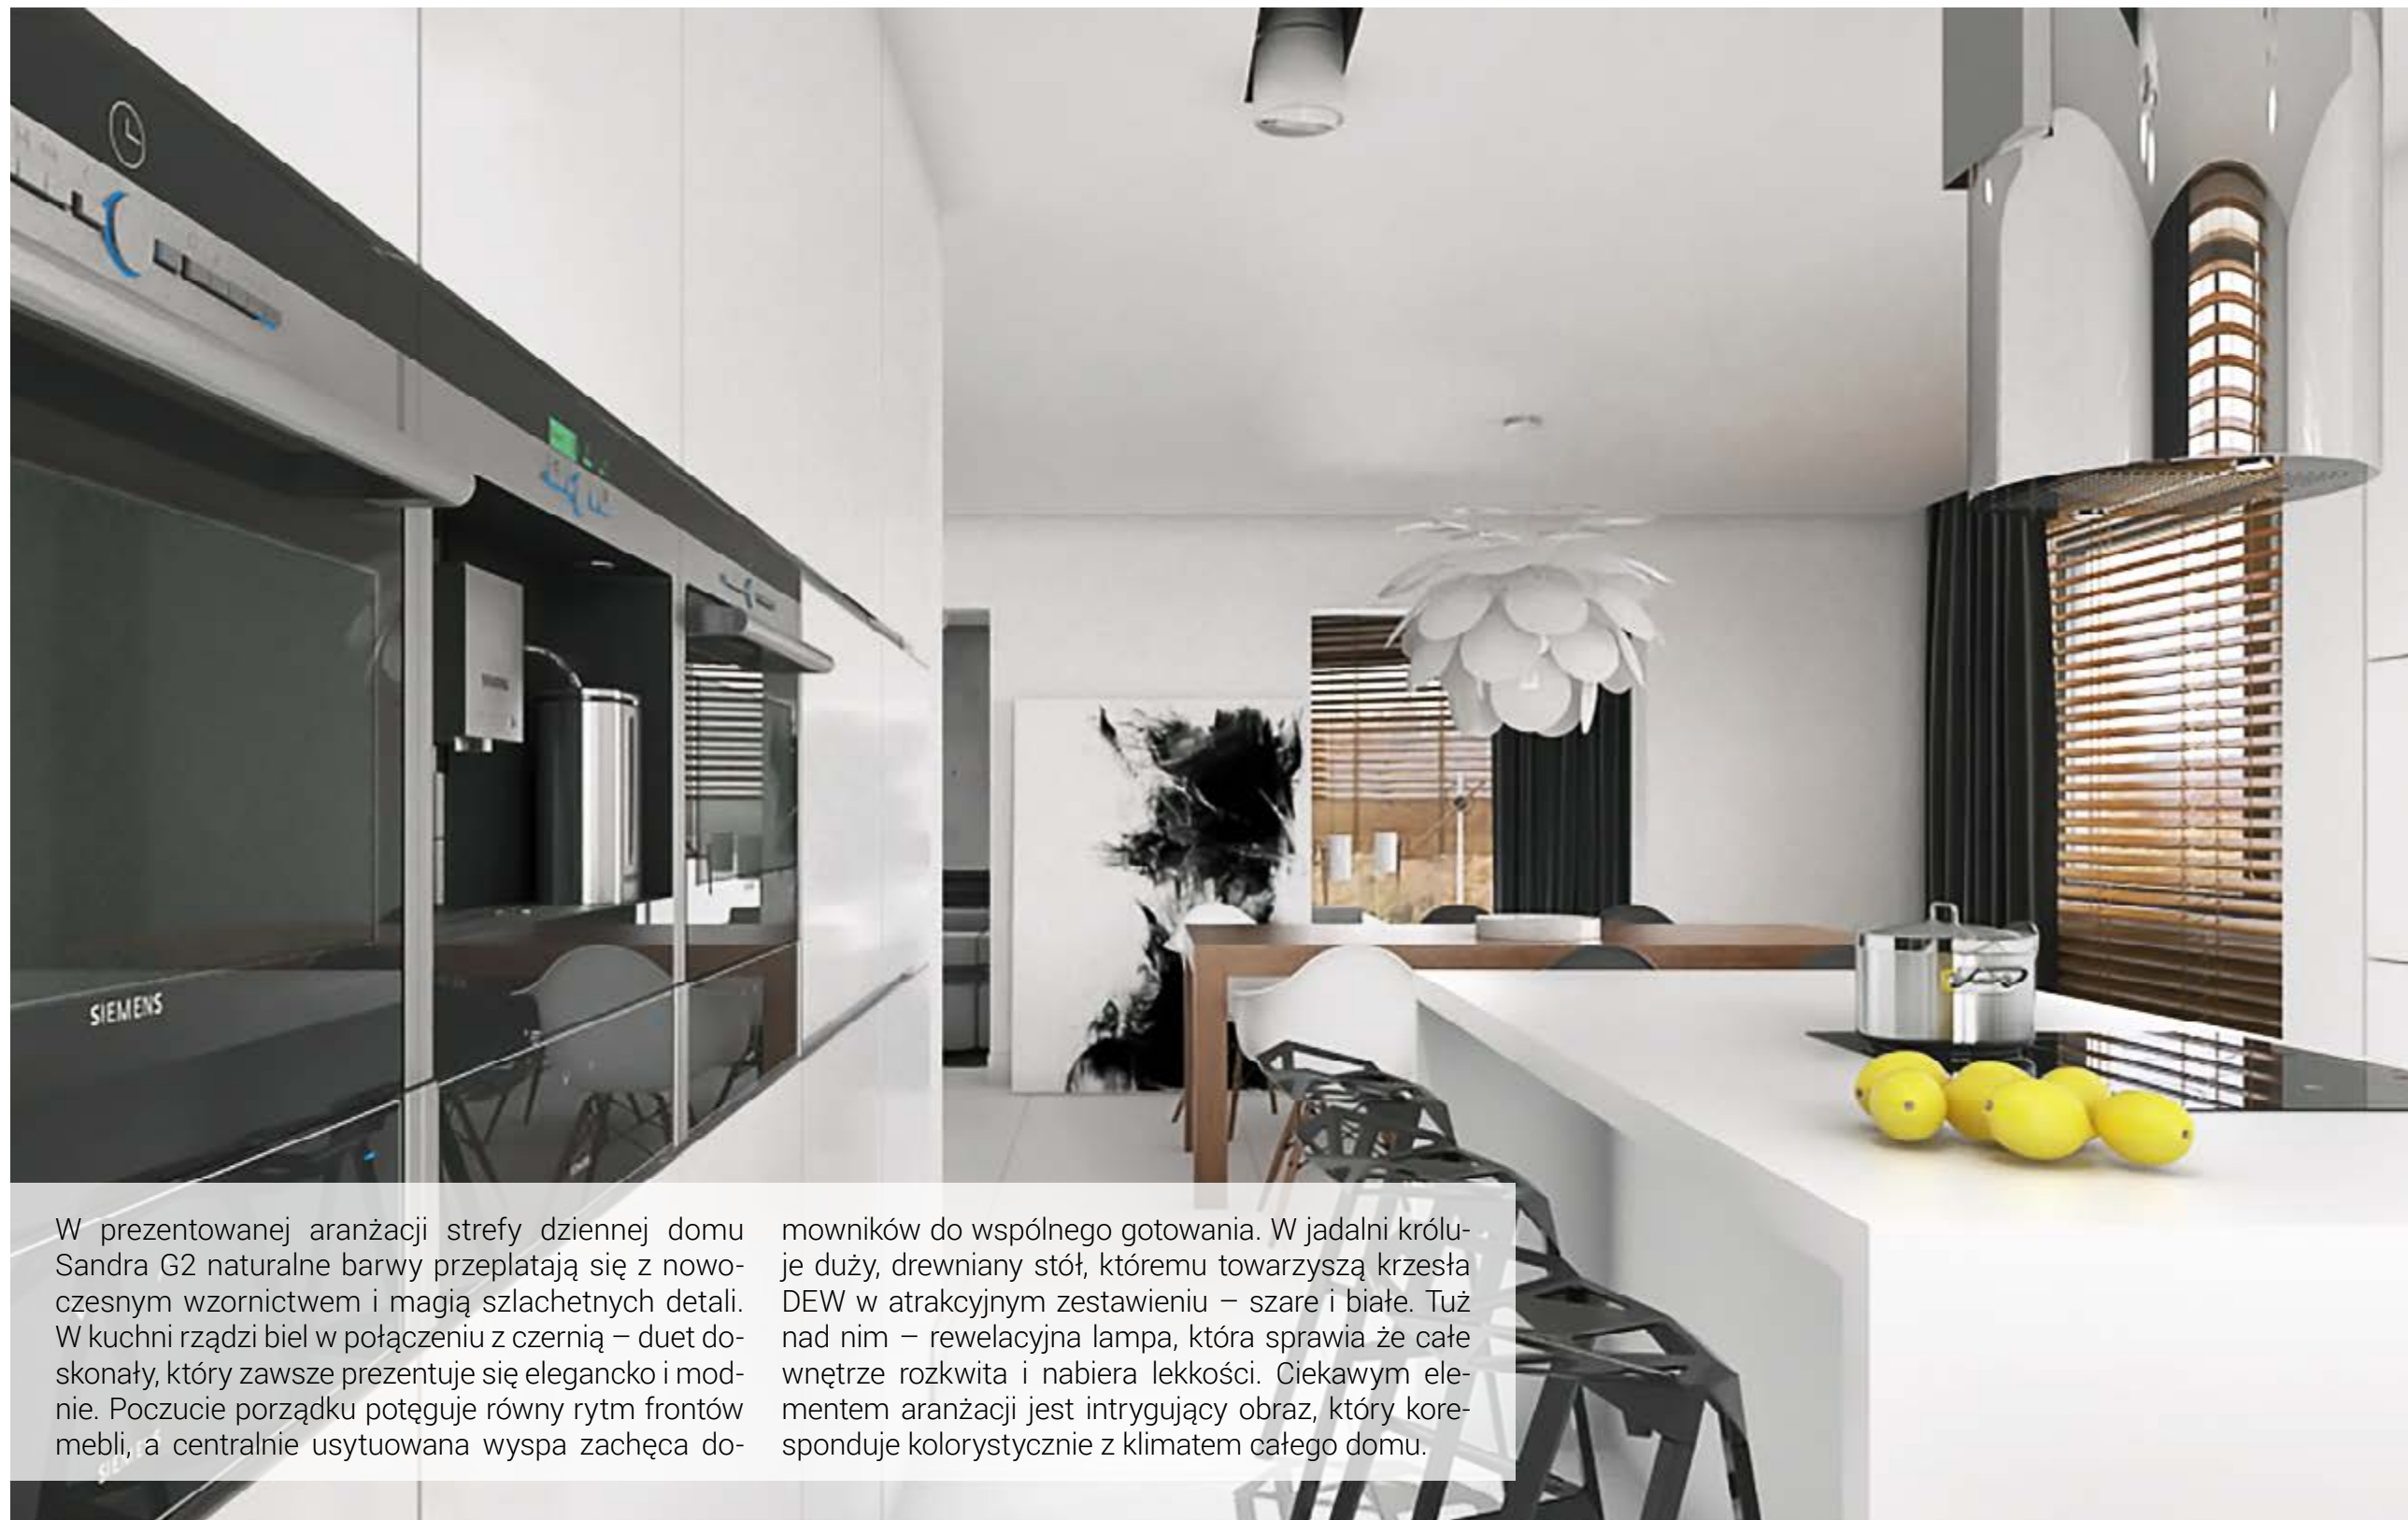 SIEMENS
W prezentowanej aranżacji strefy dziennej domu
Sandra G2 naturalne barwy przeplatają się z nowo-
czesnym wzornictwem i magią szlachetnych detali.
W kuchni rządzi biel w połączeniu z czernią – duet do-
skonały, który zawsze prezentuje się elegancko i mod-
nie. Poczucie porządku potęguje równy rytm frontów
mebli, a centralnie usytuowana wyspa zachęca do-
mowników do wspólnego gotowania. W jadalni królu-
je duży, drewniany stół, któremu towarzyszą krzesła
DEW w atrakcyjnym zestawieniu – szare i białe. Tuż
nad nim – rewelacyjna lampa, która sprawia że całe
wnętrze rozkwita i nabiera lekkości. Ciekawym ele-
mentem aranżacji jest intrygujący obraz, który kore-
sponduje kolorystycznie z klimatem całego domu.